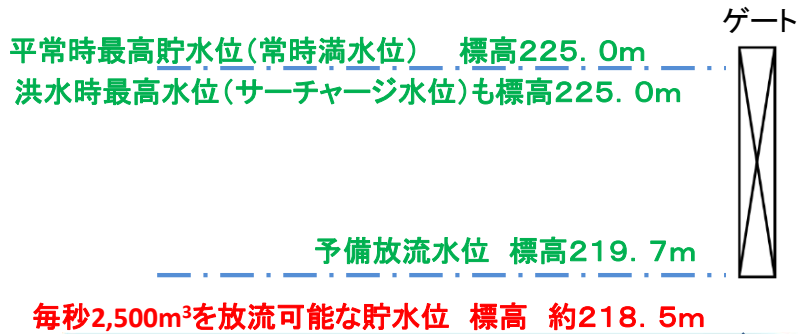 ゲート
平常時最高貯水位（常時満水位）　標高２２５．０ｍ
洪水時最高水位（サーチャージ水位）も標高２２５．０ｍ
予備放流水位　標高２１９．７ｍ
毎秒2,500m³を放流可能な貯水位　標高　約２１８．５ｍ